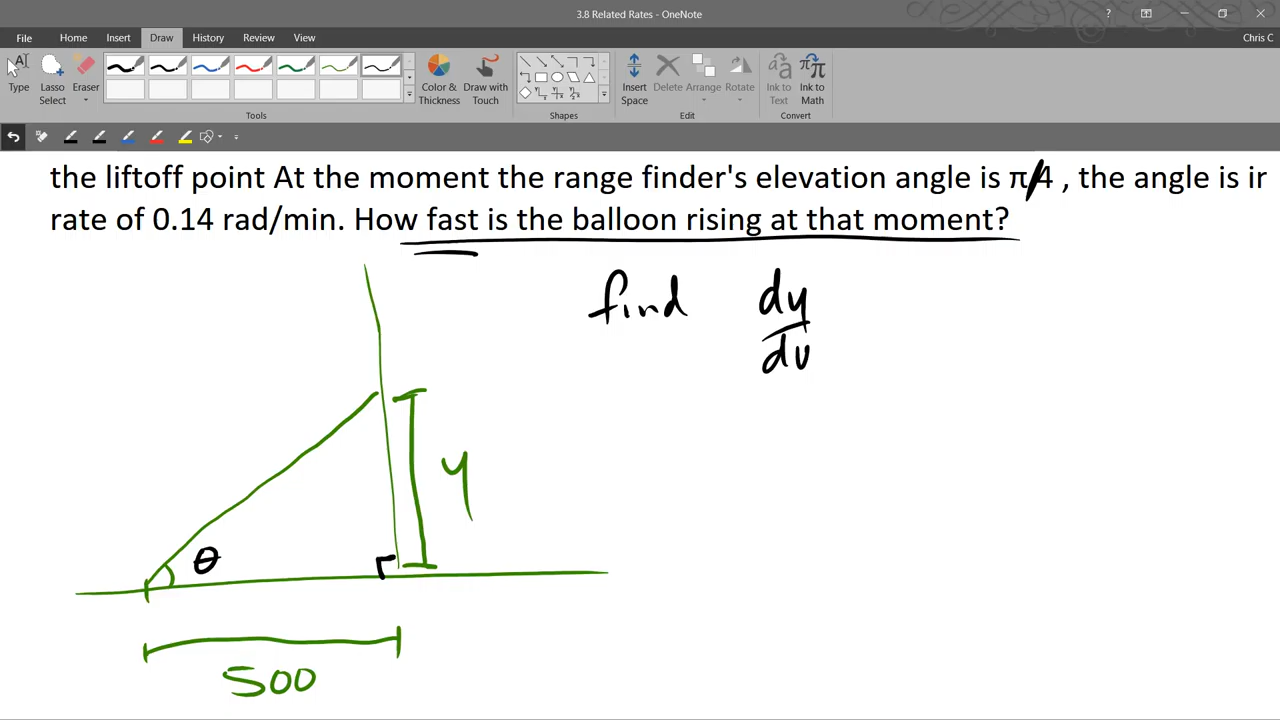 3.8 Related Rates - OneNote
?
File Home Insert Draw History Review View
Chris C
Type
Lasso Select
Eraser
Color & Thickness
Draw with Touch
Insert Space
Delete
Arrange
Rotate
Ink to Text
Ink to Math
Tools
Shapes
Edit
Convert
the liftoff point At the moment the range finder's elevation angle is π/4 , the angle is ir
rate of 0.14 rad/min. How fast is the balloon rising at that moment?
find dy
du
y
θ
500